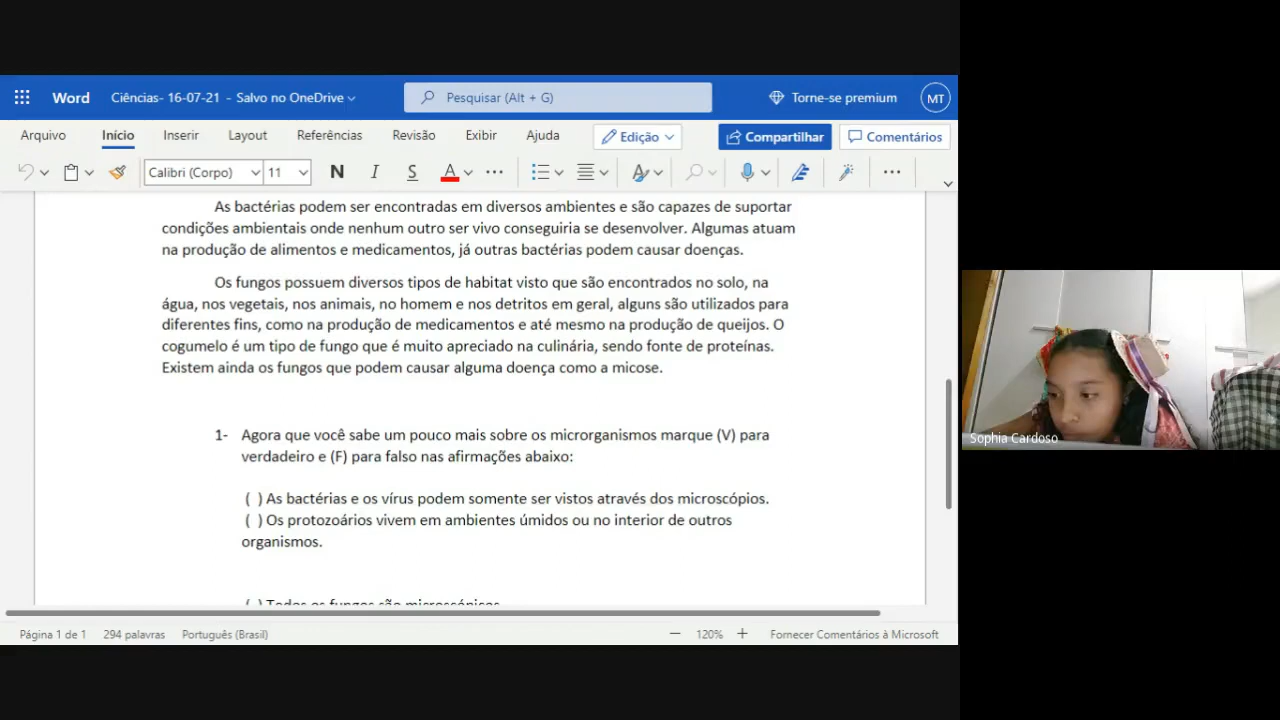 Word
Ciências- 16-07-21 - Salvo no OneDrive
Pesquisar (Alt + G)
Torne-se premium
MT
Arquivo
Início
Inserir
Layout
Referências
Revisão
Exibir
Ajuda
Edição
Compartilhar
Comentários
Calibri (Corpo)
11
N
I
S
A
As bactérias podem ser encontradas em diversos ambientes e são capazes de suportar
condições ambientais onde nenhum outro ser vivo conseguiria se desenvolver. Algumas atuam
na produção de alimentos e medicamentos, já outras bactérias podem causar doenças.
Os fungos possuem diversos tipos de habitat visto que são encontrados no solo, na
água, nos vegetais, nos animais, no homem e nos detritos em geral, alguns são utilizados para
diferentes fins, como na produção de medicamentos e até mesmo na produção de queijos. O
cogumelo é um tipo de fungo que é muito apreciado na culinária, sendo fonte de proteínas.
Existem ainda os fungos que podem causar alguma doença como a micose.
1- Agora que você sabe um pouco mais sobre os microrganismos marque (V) para
verdadeiro e (F) para falso nas afirmações abaixo:
( ) As bactérias e os vírus podem somente ser vistos através dos microscópios.
( ) Os protozoários vivem em ambientes úmidos ou no interior de outros
organismos.
( ) Todos os fungos são microscópicos.
Página 1 de 1
294 palavras
Português (Brasil)
120%
Fornecer Comentários à Microsoft
Sophia Cardoso